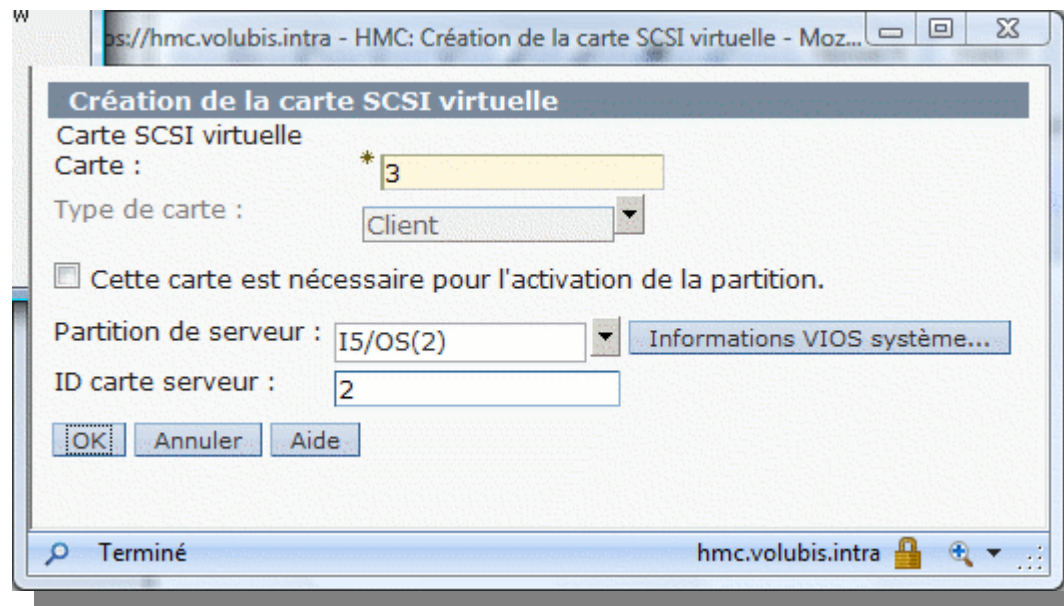 w
ps://hmc.volubis.intra - HMC: Création de la carte SCSI virtuelle - Moz...
Création de la carte SCSI virtuelle
Carte SCSI virtuelle
Carte : * 3
Type de carte : Client
Cette carte est nécessaire pour l'activation de la partition.
Partition de serveur : I5/OS(2) Informations VIOS système...
ID carte serveur : 2
OK Annuler Aide
Terminé hmc.volubis.intra